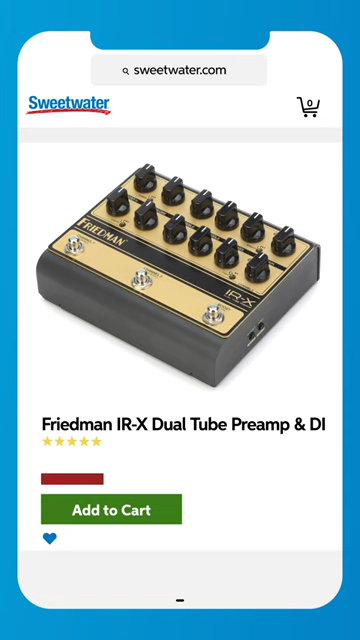 sweetwater.com
Sweetwater
0
FRIEDMAN
IR-X
Friedman IR-X Dual Tube Preamp & DI
Add to Cart